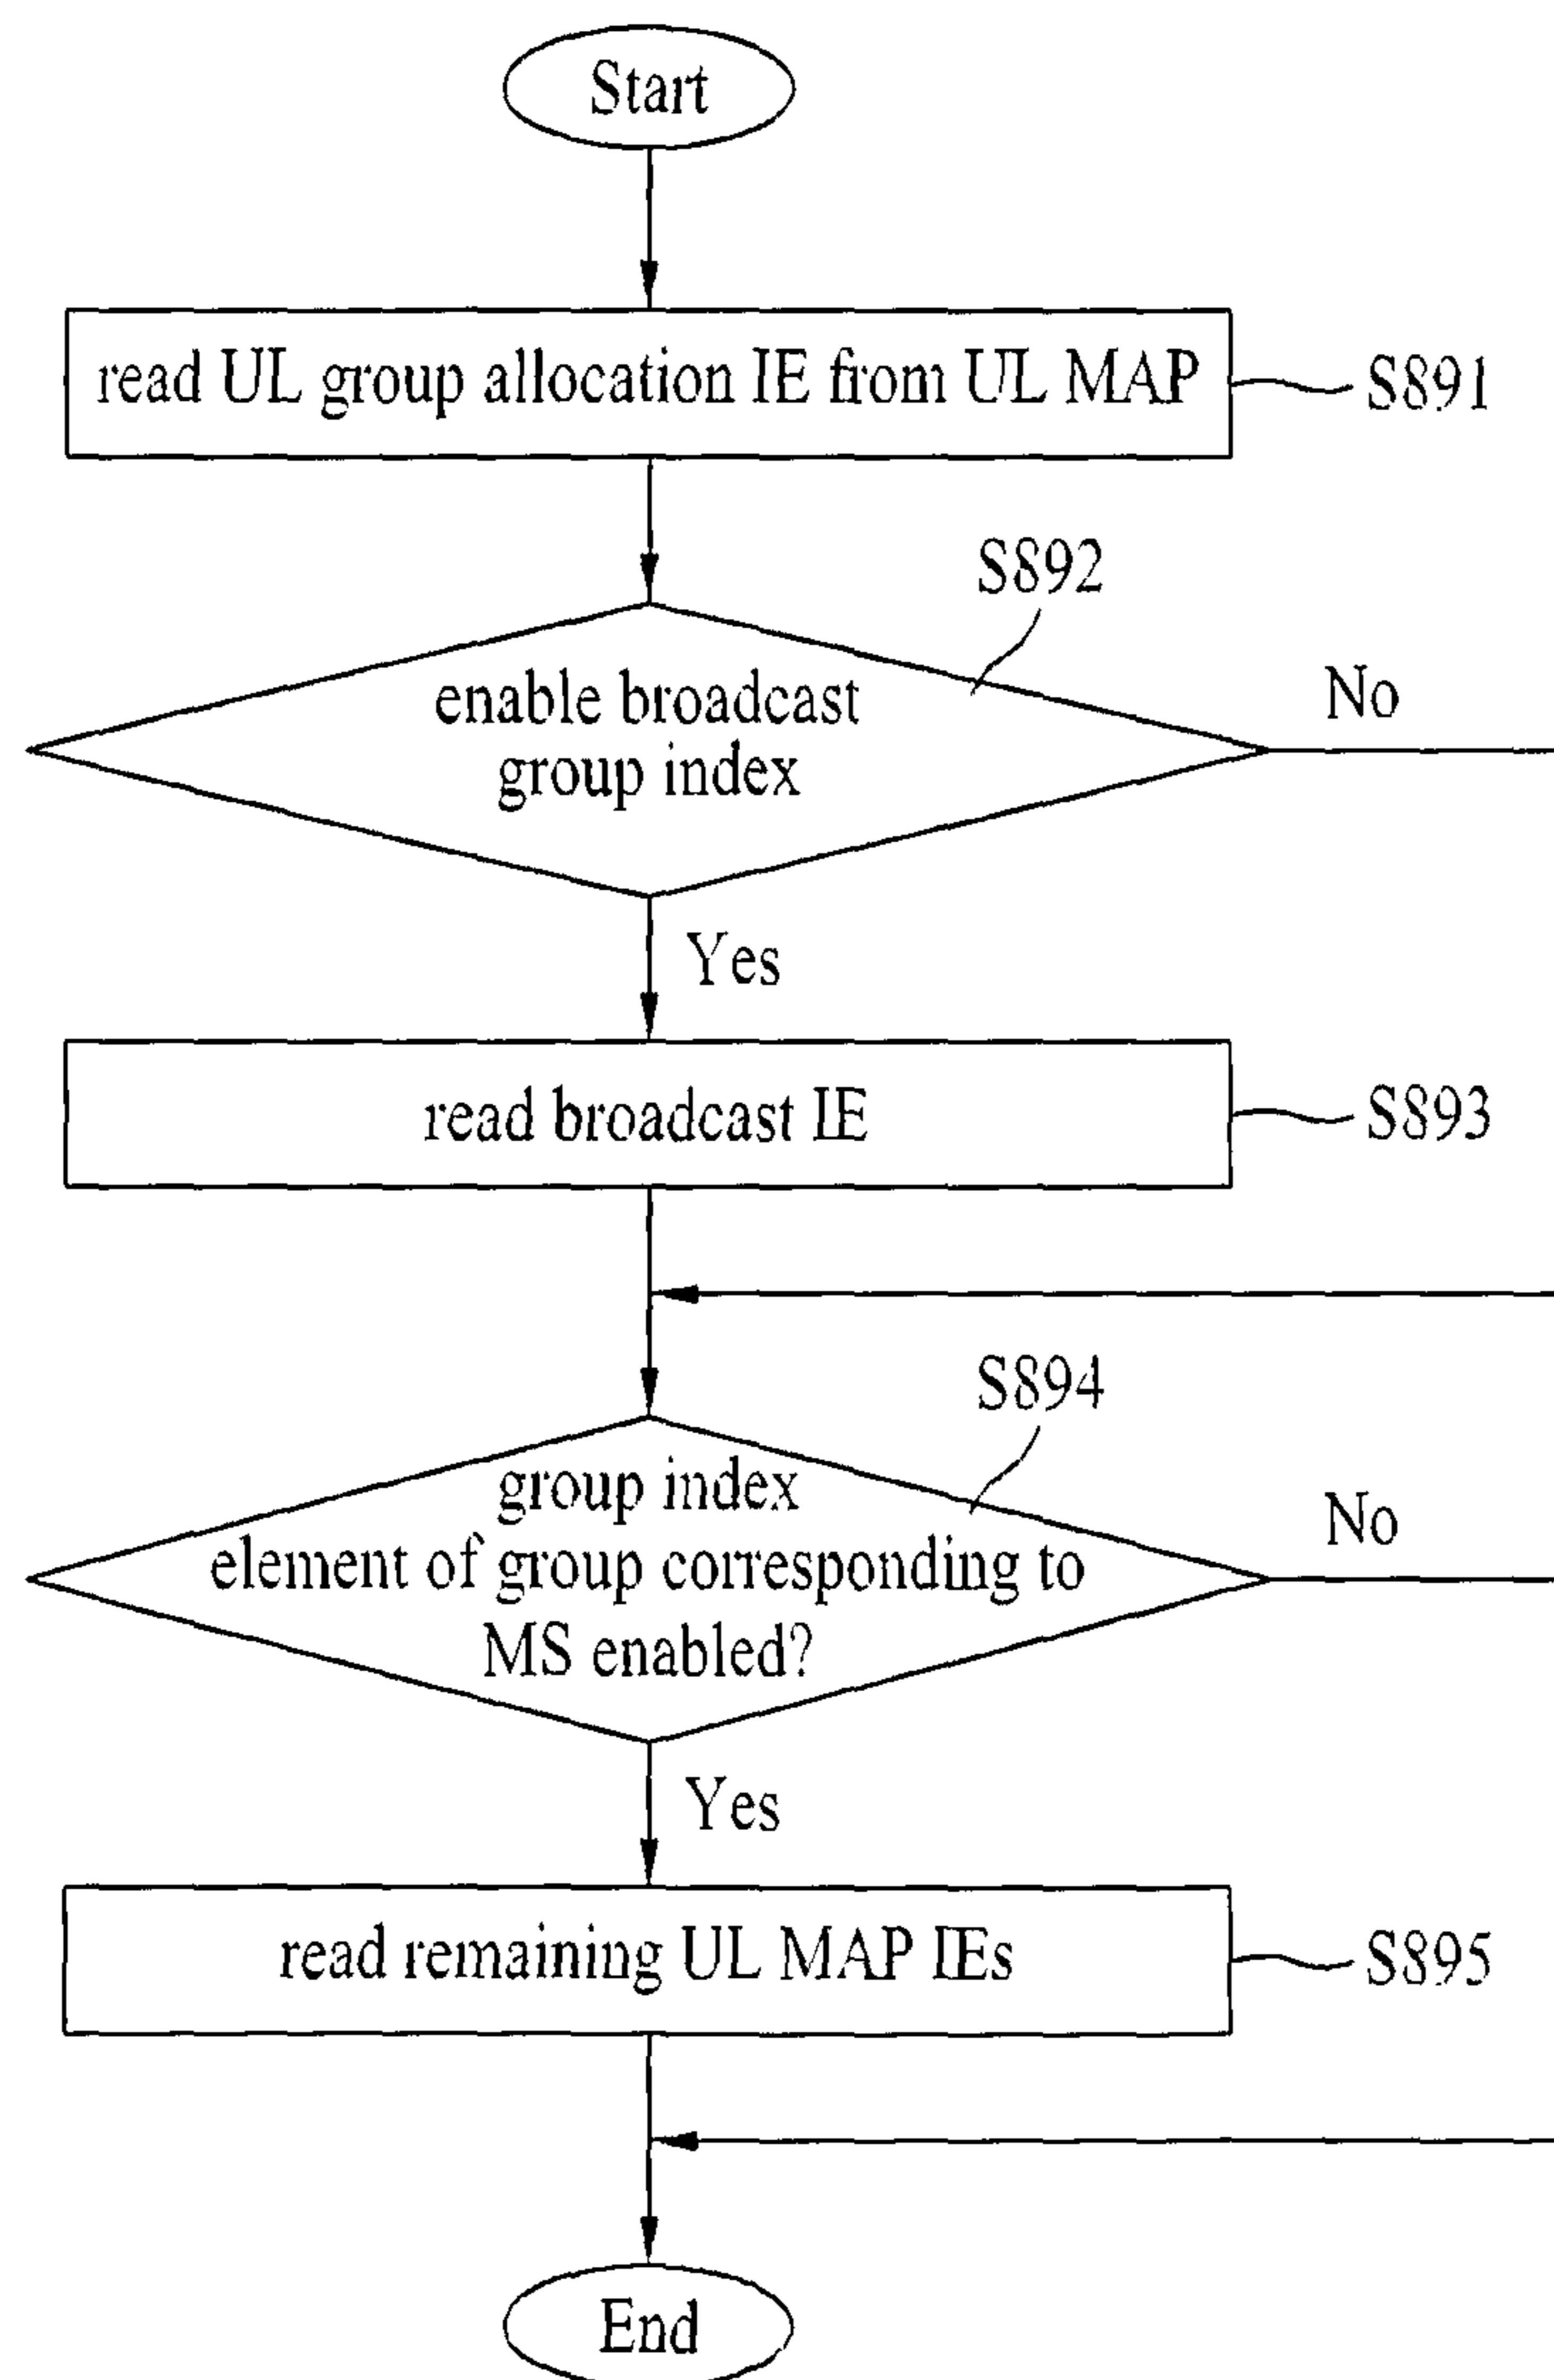 Start
read UL group allocation IE from UL MAP
S891
S892
enable broadcast
group index
No
Yes
read broadcast IE
S893
S894
group index
element of group corresponding to
MS enabled?
No
Yes
read remaining UL MAP IEs
S895
End